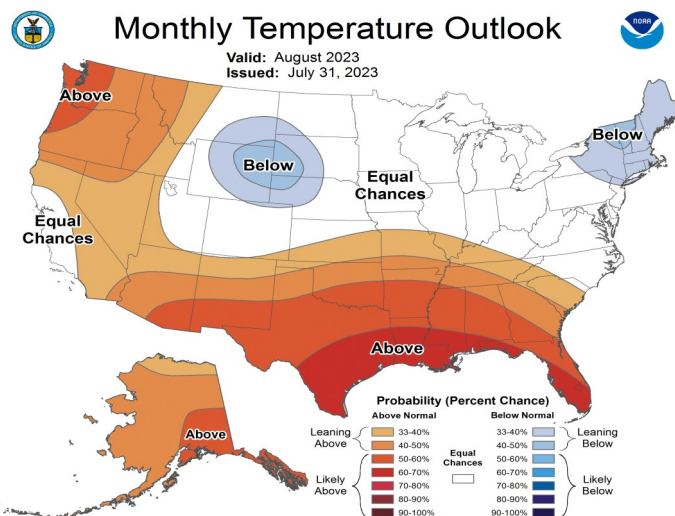 Monthly Temperature Outlook
NOAA
Valid: August 2023
Issued: July 31, 2023
Above
Below
Below
Equal
Chances
Equal
Chances
Above
Above
Probability (Percent Chance)
Above Normal
Below Normal
Leaning
Above
33-40%
40-50%
50-60%
60-70%
70-80%
80-90%
90-100%
Likely
Above
Equal
Chances
33-40%
40-50%
50-60%
60-70%
70-80%
80-90%
90-100%
Leaning
Below
Likely
Below